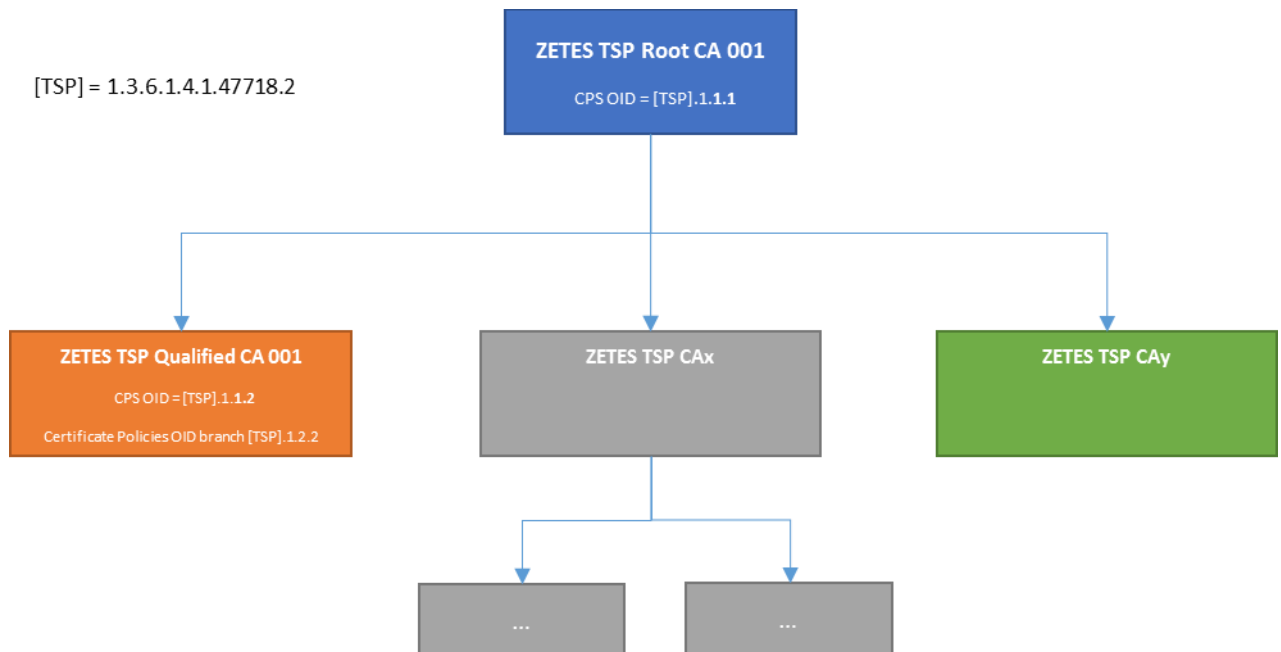 ZETES TSP Root CA 001
[TSP] = 1.3.6.1.4.1.47718.2
CPS OID = [TSP].1.1.1
ZETES TSP Qualified CA 001
CPS OID = [TSP].1.1.2
Certificate Policies OID branch [TSP].1.2.2
ZETES TSP CAx
ZETES TSP CAy
...
...